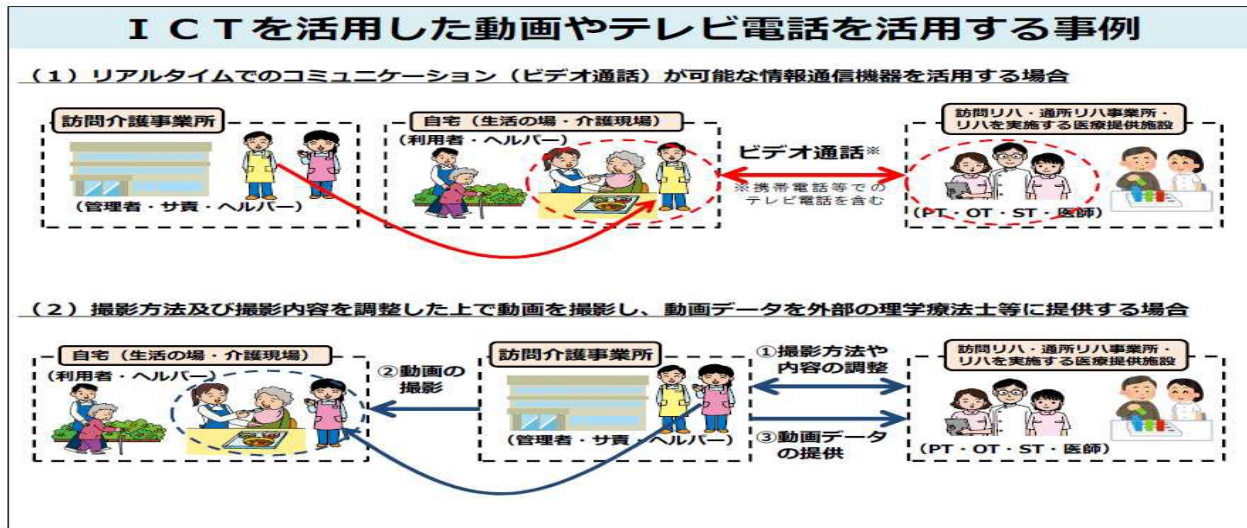 ＩＣＴを活用した動画やテレビ電話を活用する事例
（１）リアルタイムでのコミュニケーション（ビデオ通話）が可能な情報通信機器を活用する場合
訪問介護事業所
（管理者・サ責・ヘルパー）
自宅（生活の場・介護現場）
（利用者・ヘルパー）
ビデオ通話※
※携帯電話等での
テレビ電話を含む
訪問リハ・通所リハ事業所・
リハを実施する医療提供施設
（PT・OT・ST・医師）
（２）撮影方法及び撮影内容を調整した上で動画を撮影し、動画データを外部の理学療法士等に提供する場合
自宅（生活の場・介護現場）
（利用者・ヘルパー）
②動画の
撮影
訪問介護事業所
（管理者・サ責・ヘルパー）
①撮影方法や
内容の調整
③動画データ
の提供
訪問リハ・通所リハ事業所・
リハを実施する医療提供施設
（PT・OT・ST・医師）